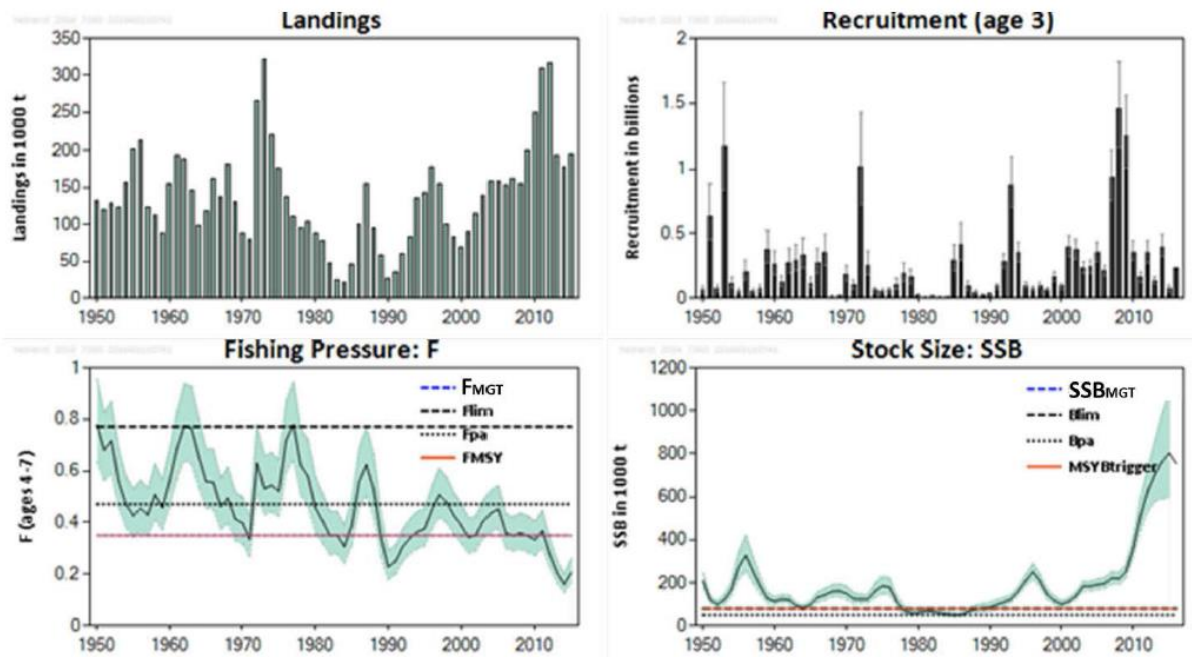 Landings
350
300
250
200
150
100
50
0
Landings in 1000 t
1950 1960 1970 1980 1990 2000 2010
Recruitment (age 3)
2
1.5
1
0.5
0
Recruitment in billions
1950 1960 1970 1980 1990 2000 2010
Fishing Pressure: F
1
0.8
0.6
0.4
0.2
0
F (ages 4-7)
FMGT
Flim
Fpa
FMSY
1950 1960 1970 1980 1990 2000 2010
Stock Size: SSB
1200
1000
800
600
400
200
0
SSB in 1000 t
SSBMGT
Blim
Bpa
MSYBtrigger
1950 1960 1970 1980 1990 2000 2010